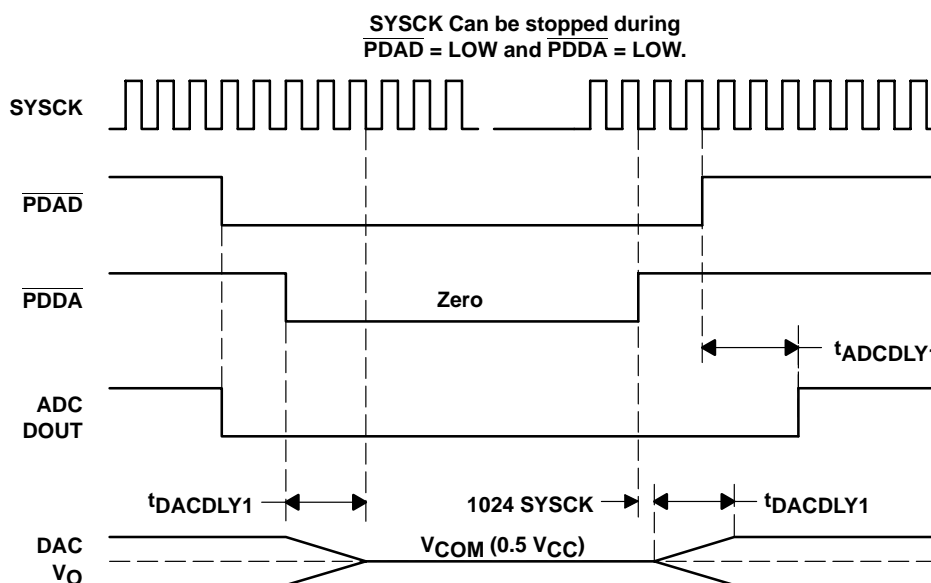 SYSCK Can be stopped during
PDAD = LOW and PDDA = LOW.
SYSCK
PDAD
PDDA
Zero
tADCDLY1
ADC
DOUT
tDACDLY1
1024 SYSCK
tDACDLY1
DAC
VO
VCOM (0.5 VCC)